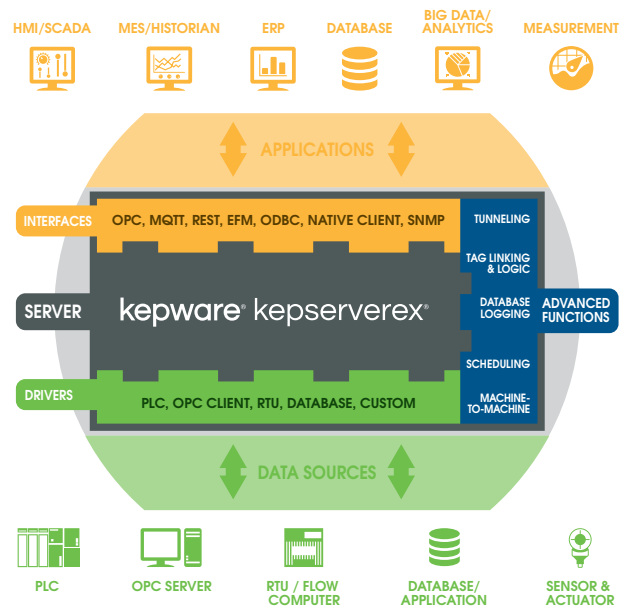 HMI/SCADA
MES/HISTORIAN
ERP
DATABASE
BIG DATA/
ANALYTICS
MEASUREMENT
APPLICATIONS
INTERFACES
OPC, MQTT, REST, EFM, ODBC, NATIVE CLIENT, SNMP
TUNNELING
TAG LINKING
& LOGIC
SERVER
kepware® kepserverex®
DATABASE
LOGGING
ADVANCED
FUNCTIONS
SCHEDULING
DRIVERS
PLC, OPC CLIENT, RTU, DATABASE, CUSTOM
MACHINE-
TO-MACHINE
DATA SOURCES
PLC
OPC SERVER
RTU / FLOW
COMPUTER
DATABASE/
APPLICATION
SENSOR &
ACTUATOR